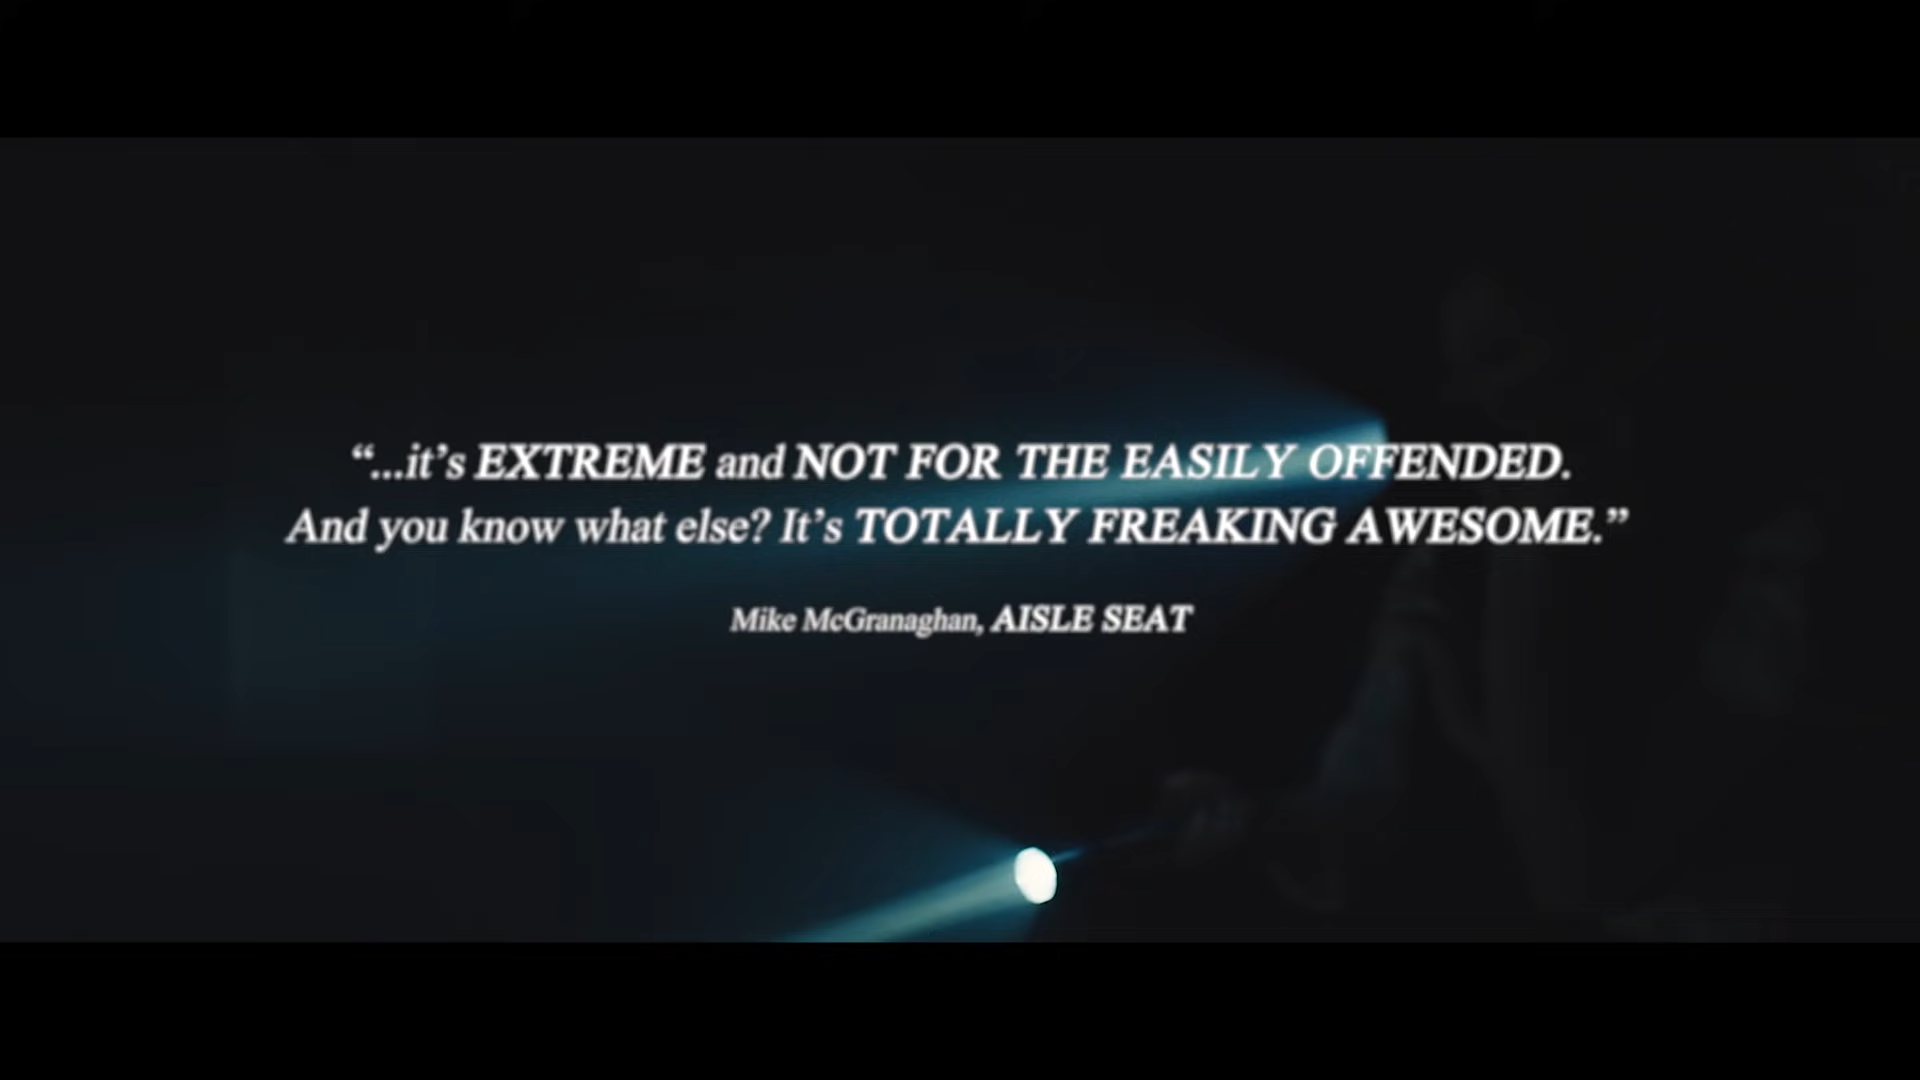 “...it’s EXTREME and NOT FOR THE EASILY OFFENDED.
And you know what else? It’s TOTALLY FREAKING AWESOME.”
Mike McGranaghan, AISLE SEAT